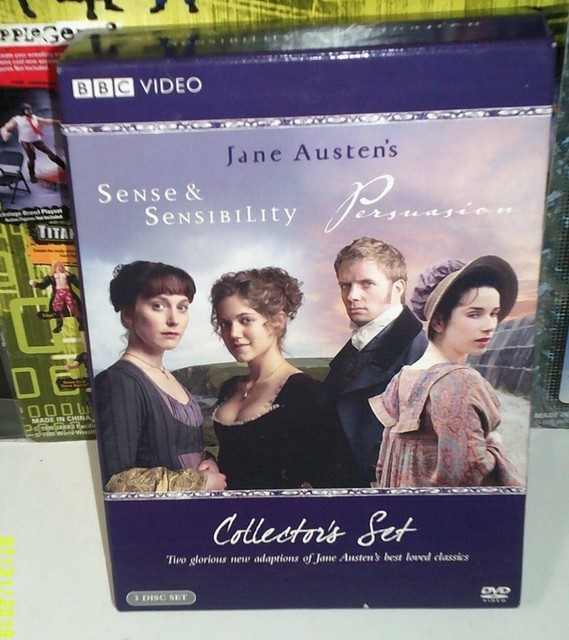 BBC VIDEO
Jane Austen's
SENSE &
SENSIBILITY
Persuasion
Collector's Set
Two glorious new adaptions of Jane Austen's best loved classics
3 DISC SET
DVD
VIDEO
TITA
MADE IN CHINA